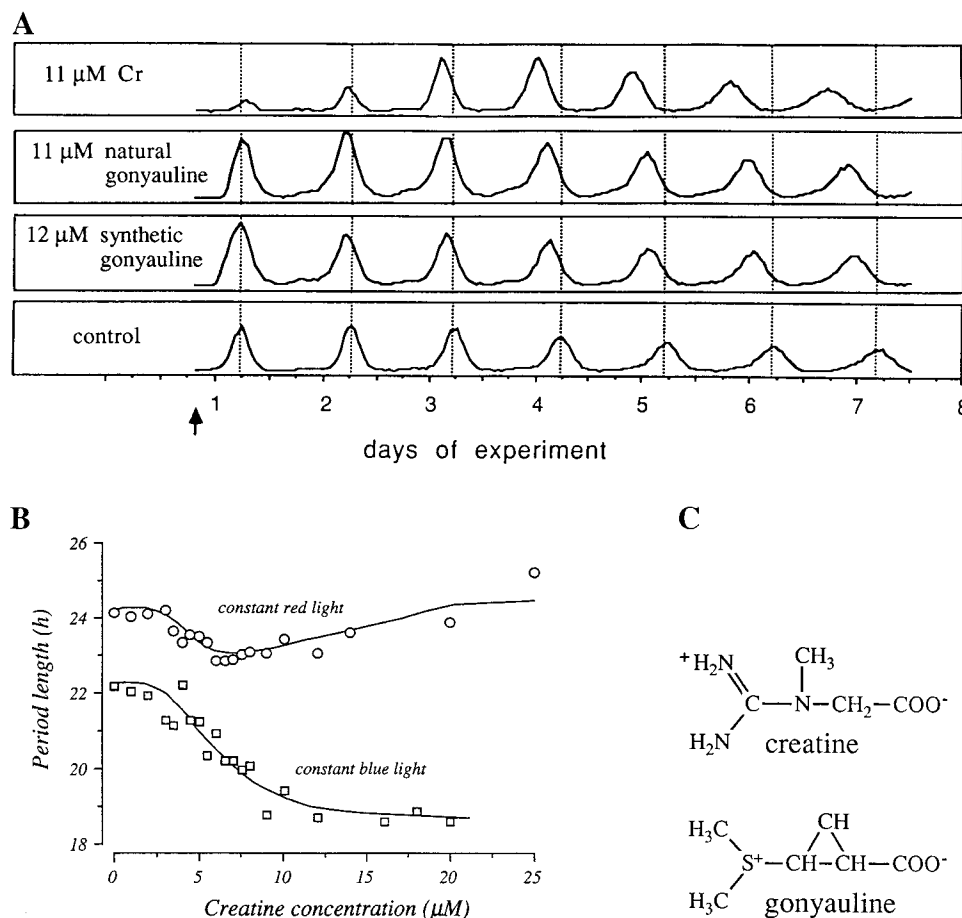 A
11 µM Cr
11 µM natural
gonyauline
12 µM synthetic
gonyauline
control
1 2 3 4 5 6 7 8
days of experiment
B
26
24
22
20
18
Period length (h)
constant red light
constant blue light
0 5 10 15 20 25
Creatine concentration (µM)
C
+
H₂N
CH₃
C—N—CH₂—COO⁻
H₂N
creatine
H₃C
CH
S⁺—CH—CH—COO⁻
H₃C
gonyauline